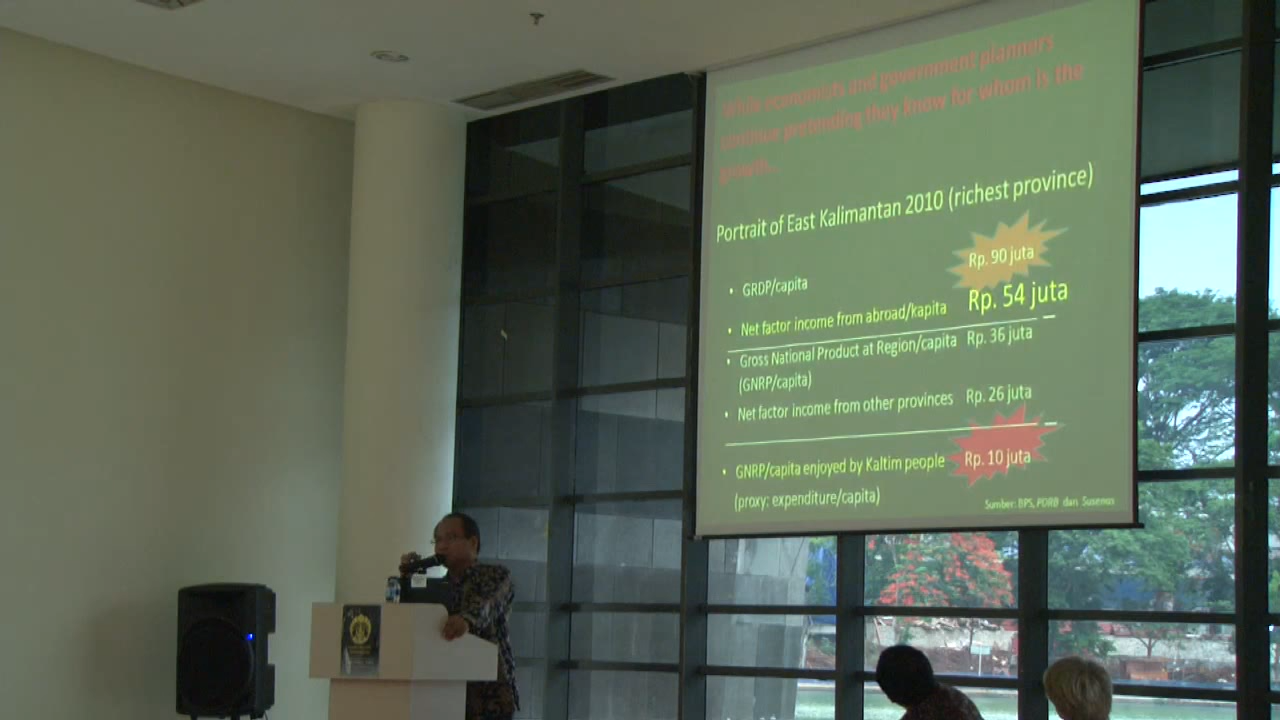 While economists and government planners
continue pretending they know for whom is the
growth...
Portrait of East Kalimantan 2010 (richest province)
• GRDP/capita Rp. 90 juta
• Net factor income from abroad/kapita Rp. 54 juta
• Gross National Product at Region/capita Rp. 36 juta
(GNRP/capita)
• Net factor income from other provinces Rp. 26 juta
• GNRP/capita enjoyed by Kaltim people Rp. 10 juta
(proxy: expenditure/capita)
Sumber: BPS, PDRB dan Susenas